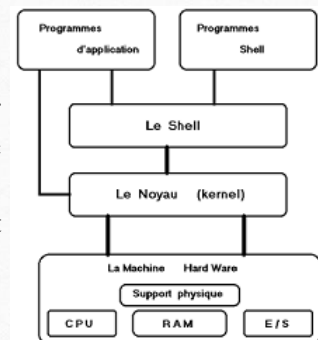 Programmes
d'application
Programmes
Shell
Le Shell
Le Noyau (kernel)
La Machine Hard Ware
Support physique
CPU RAM E/S